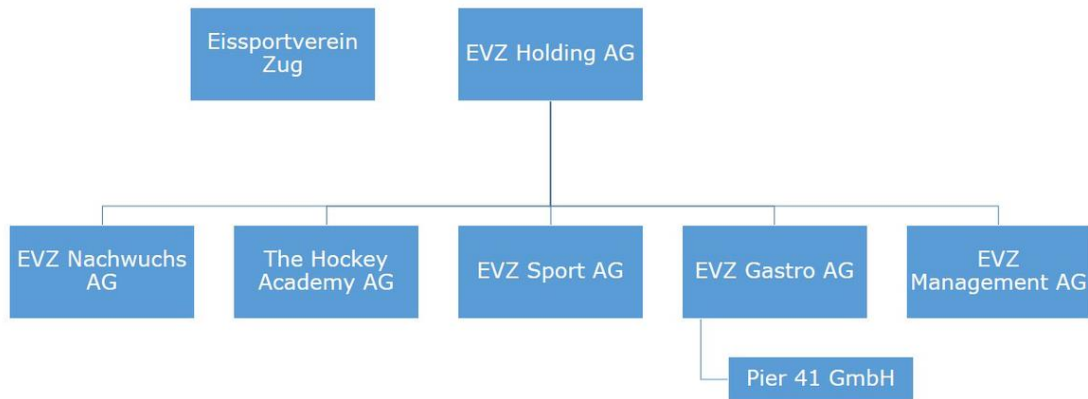 Eissportverein
Zug
EVZ Holding AG
EVZ Nachwuchs
AG
The Hockey
Academy AG
EVZ Sport AG
EVZ Gastro AG
EVZ
Management AG
Pier 41 GmbH